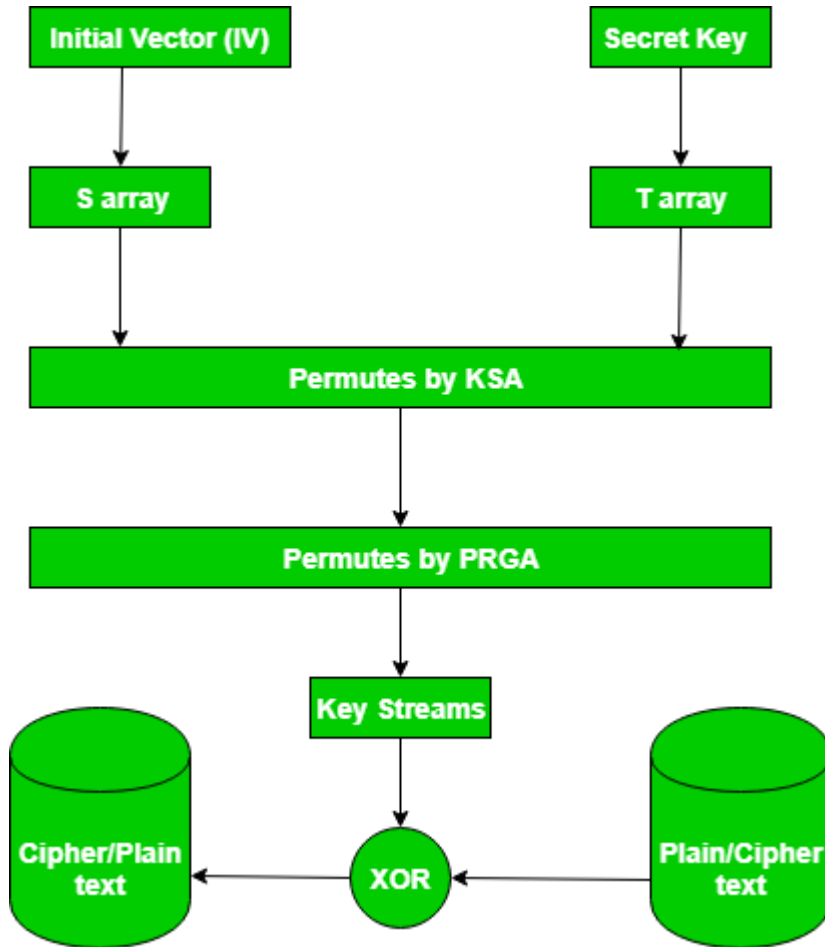 Initial Vector (IV)
Secret Key
S array
T array
Permutes by KSA
Permutes by PRGA
Key Streams
Cipher/Plain
text
XOR
Plain/Cipher
text